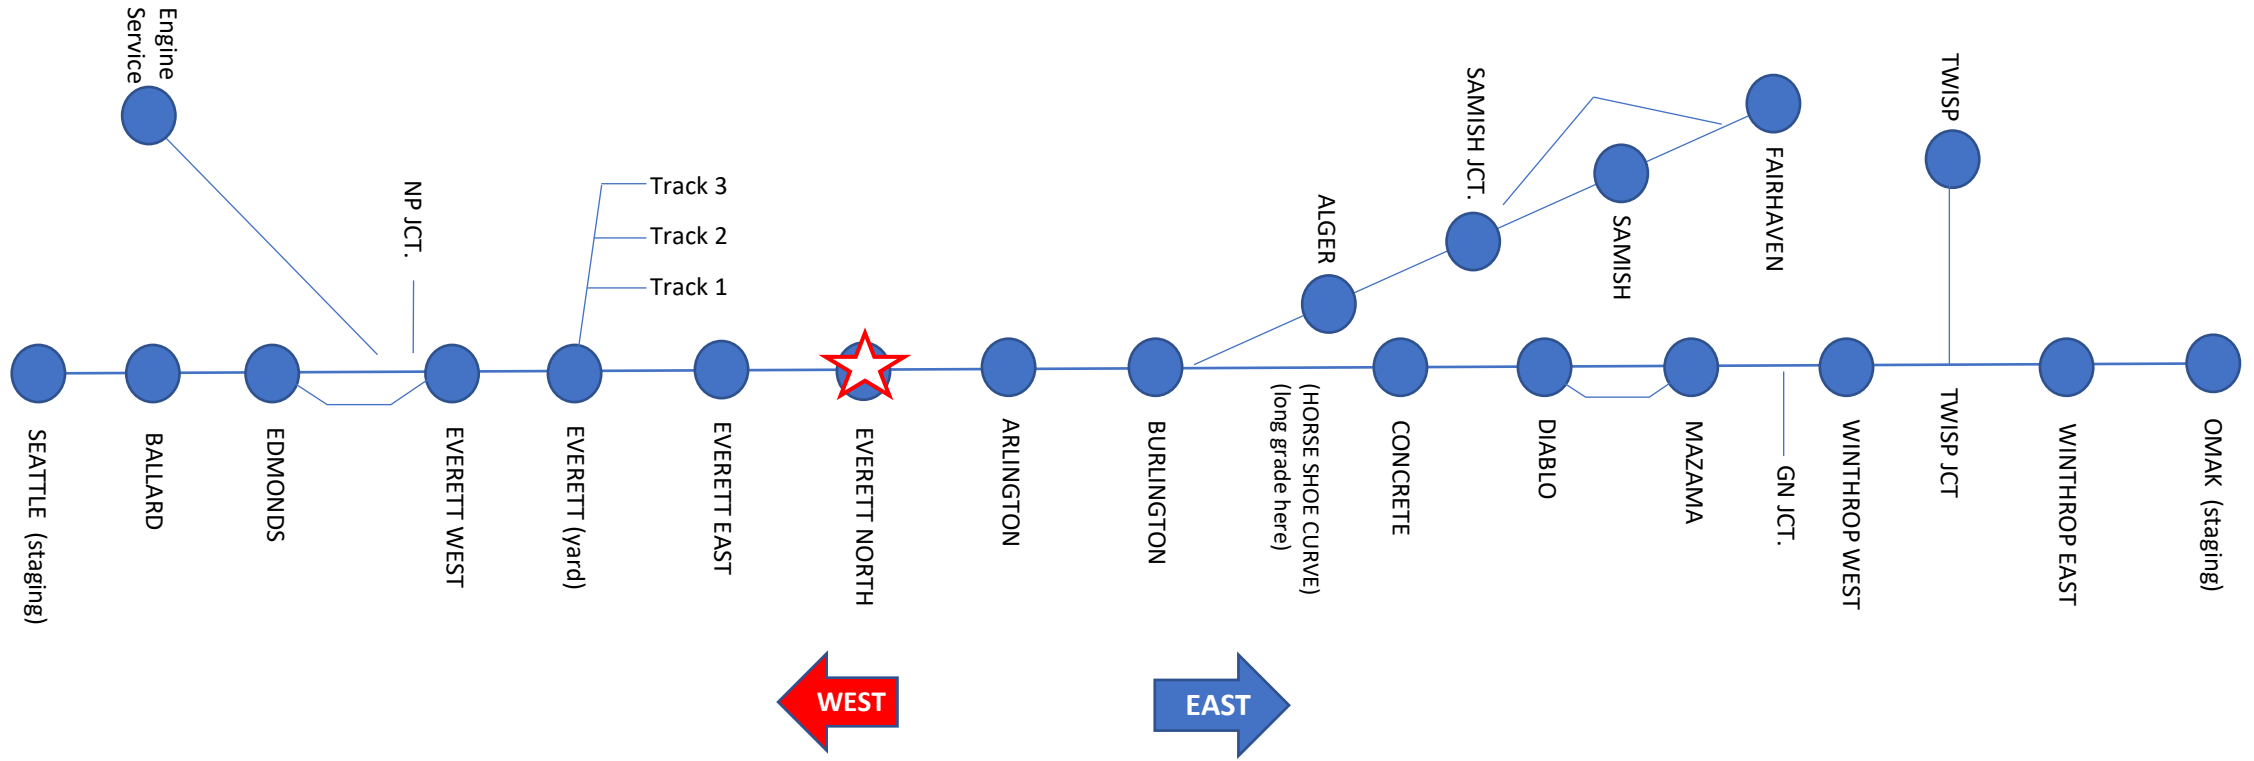 Engine
Service
NP JCT.
Track 3
Track 2
Track 1
ALGER
SAMISH JCT.
SAMISH
FAIRHAVEN
TWISP
SEATTLE (staging)
BALLARD
EDMONDS
EVERETT WEST
EVERETT (yard)
EVERETT EAST
EVERETT NORTH
ARLINGTON
BURLINGTON
(HORSE SHOE CURVE)
(long grade here)
CONCRETE
DIABLO
MAZAMA
GN JCT.
WINTHROP WEST
TWISP JCT
WINTHROP EAST
OMAK (staging)
WEST
EAST